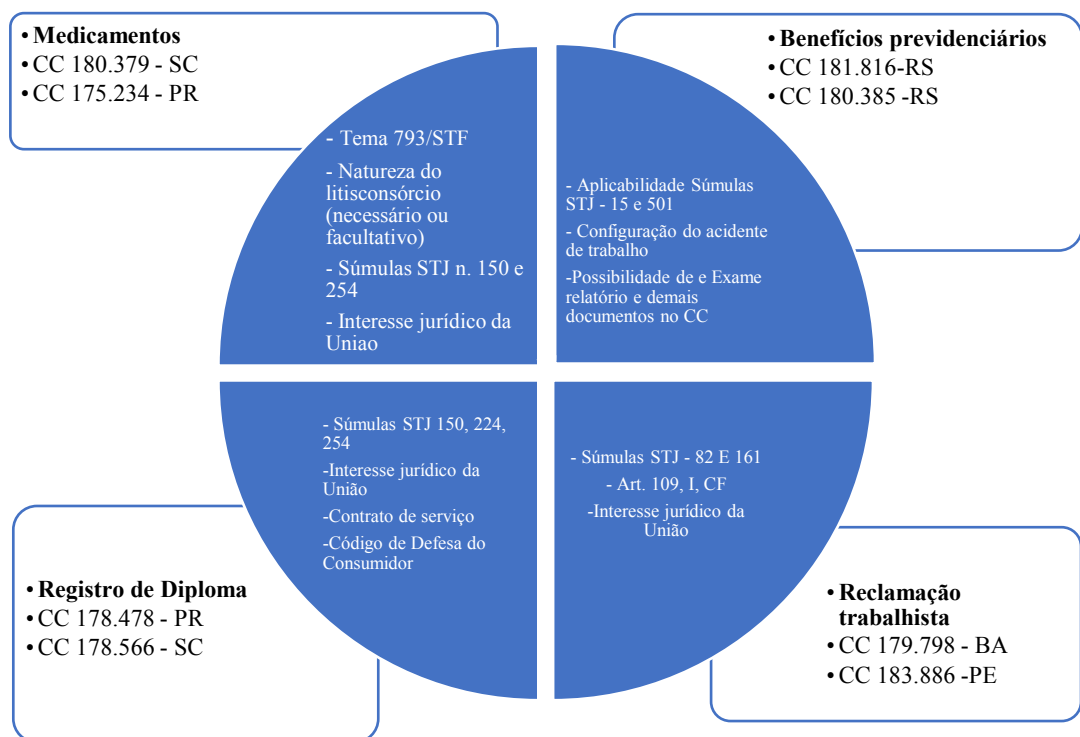 • Medicamentos
• CC 180.379 - SC
• CC 175.234 - PR
- Tema 793/STF
- Natureza do
litisconsórcio
(necessário ou
facultativo)
- Súmulas STJ n. 150 e
254
- Interesse jurídico da
Uniao
• Benefícios previdenciários
• CC 181.816-RS
• CC 180.385 -RS
- Aplicabilidade Súmulas
STJ - 15 e 501
- Configuração do acidente
de trabalho
-Possibilidade de e Exame
relatório e demais
documentos no CC
- Súmulas STJ 150, 224,
254
-Interesse jurídico da
União
-Contrato de serviço
-Código de Defesa do
Consumidor
• Registro de Diploma
• CC 178.478 - PR
• CC 178.566 - SC
- Súmulas STJ - 82 E 161
- Art. 109, I, CF
-Interesse jurídico da
União
• Reclamação
trabalhista
• CC 179.798 - BA
• CC 183.886 -PE